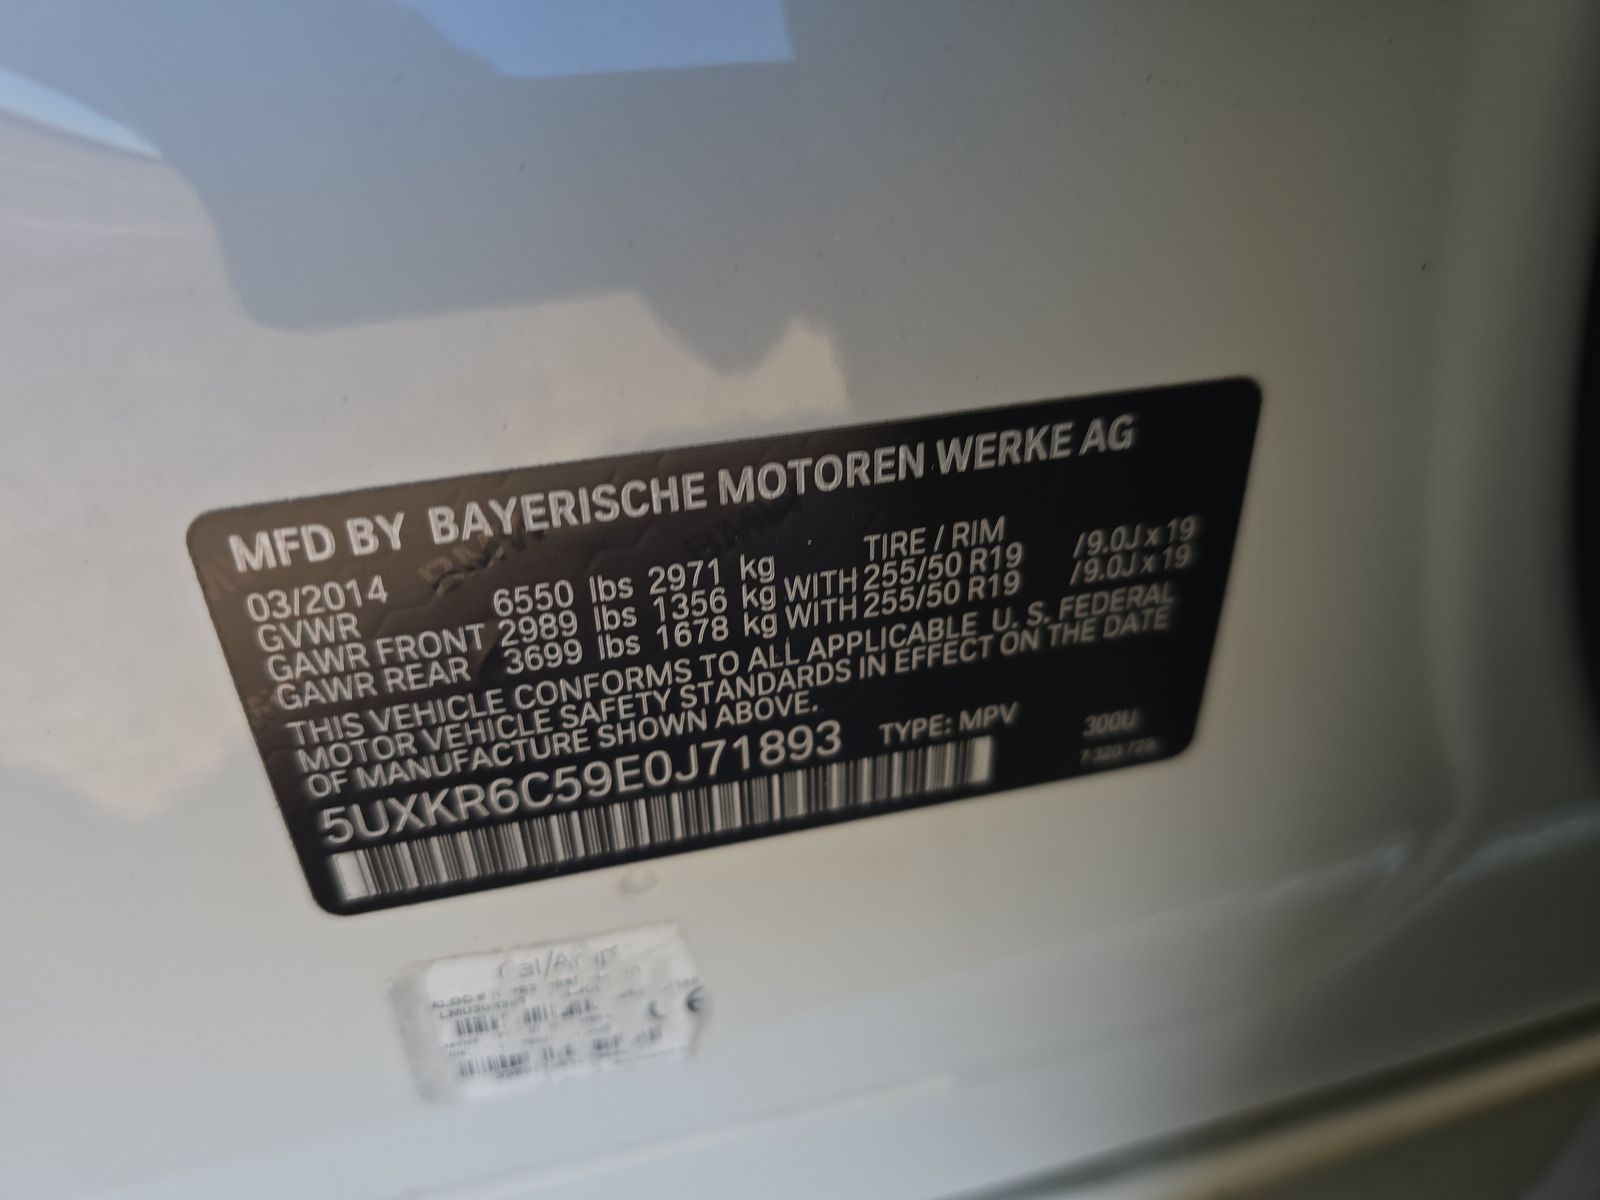 MFD BY BAYERISCHE MOTOREN WERKE AG
03/2014 TIRE / RIM
GVWR 6550 lbs 2971 kg
GAWR FRONT 2989 lbs 1356 kg WITH 255/50 R19 /9.0J x 19
GAWR REAR 3699 lbs 1678 kg WITH 255/50 R19 /9.0J x 19
THIS VEHICLE CONFORMS TO ALL APPLICABLE U. S. FEDERAL
MOTOR VEHICLE SAFETY STANDARDS IN EFFECT ON THE DATE
OF MANUFACTURE SHOWN ABOVE.
5UXKR6C59E0J71893 TYPE: MPV 300U